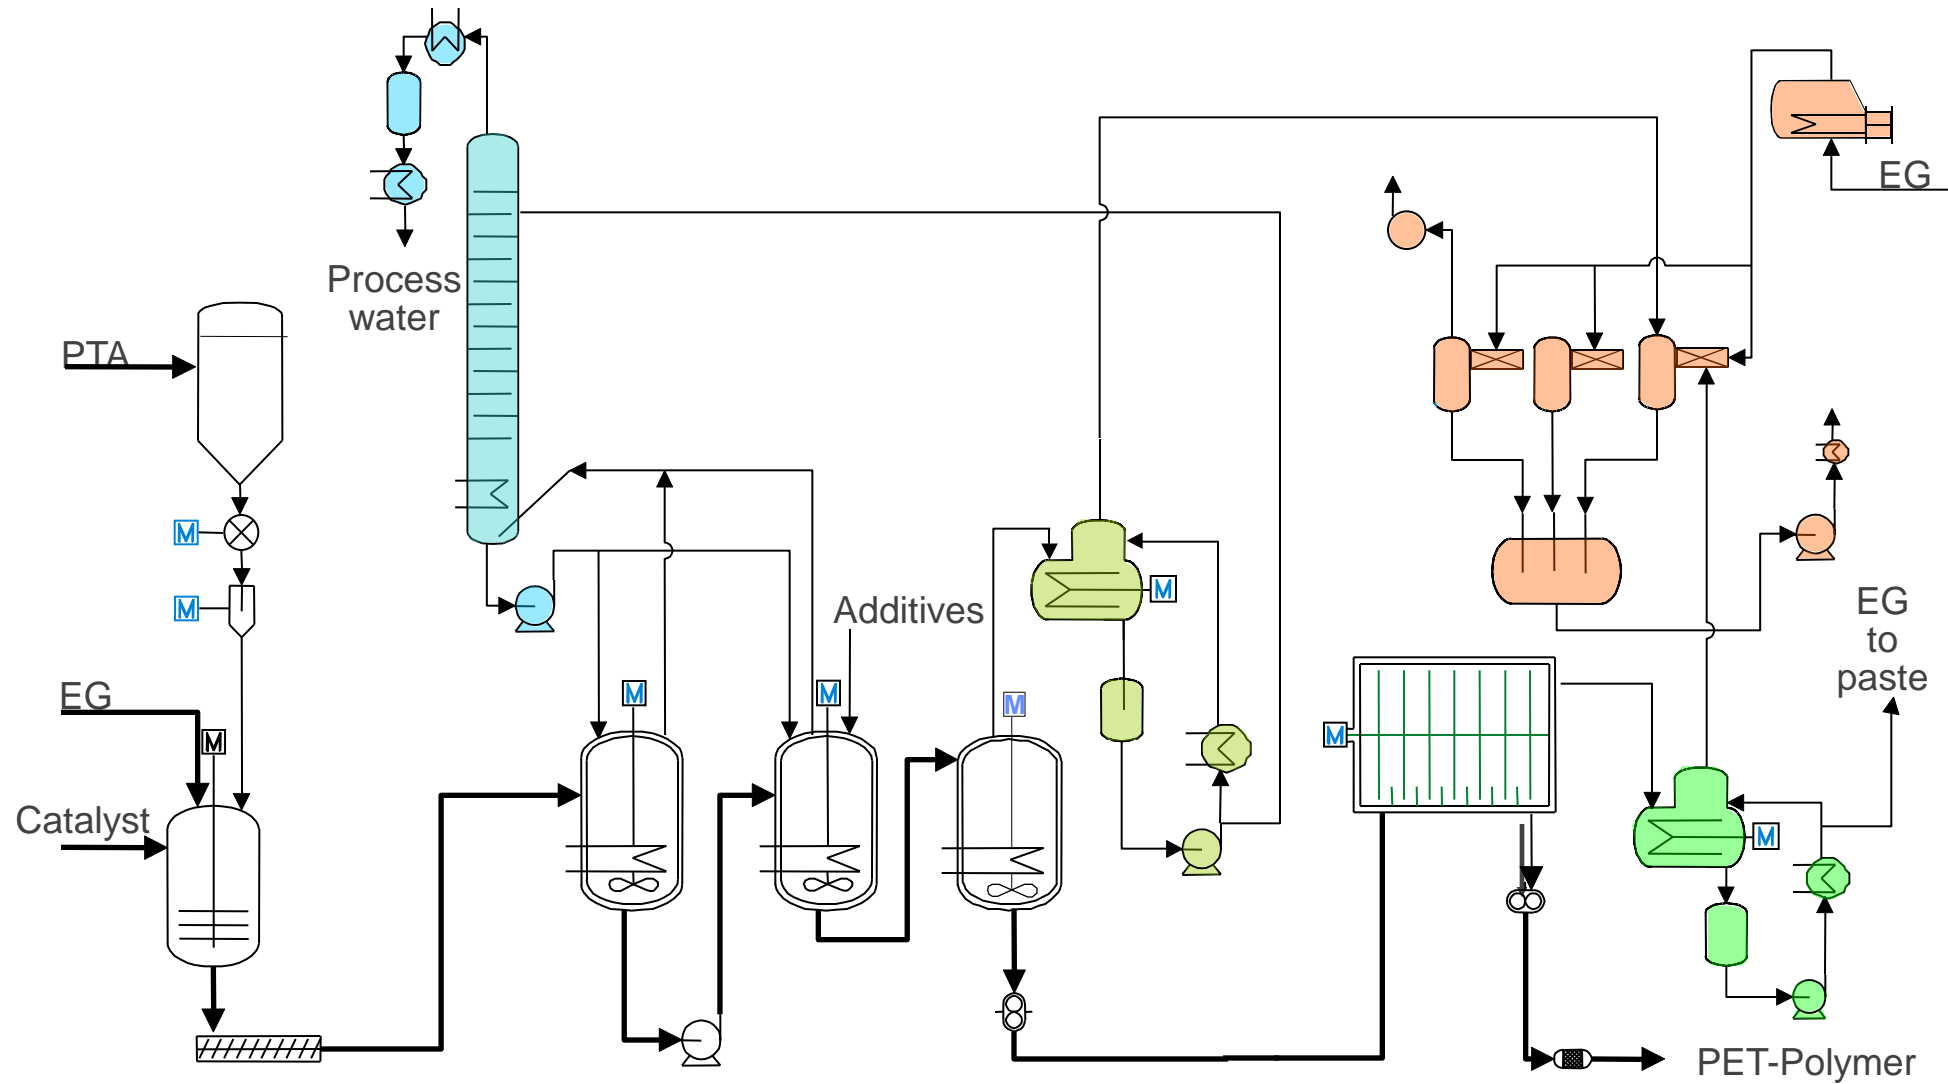 EG
Process
water
PTA
M
M
Additives
M
EG
to
paste
EG
M
M
M
M
M
Catalyst
M
PET-Polymer